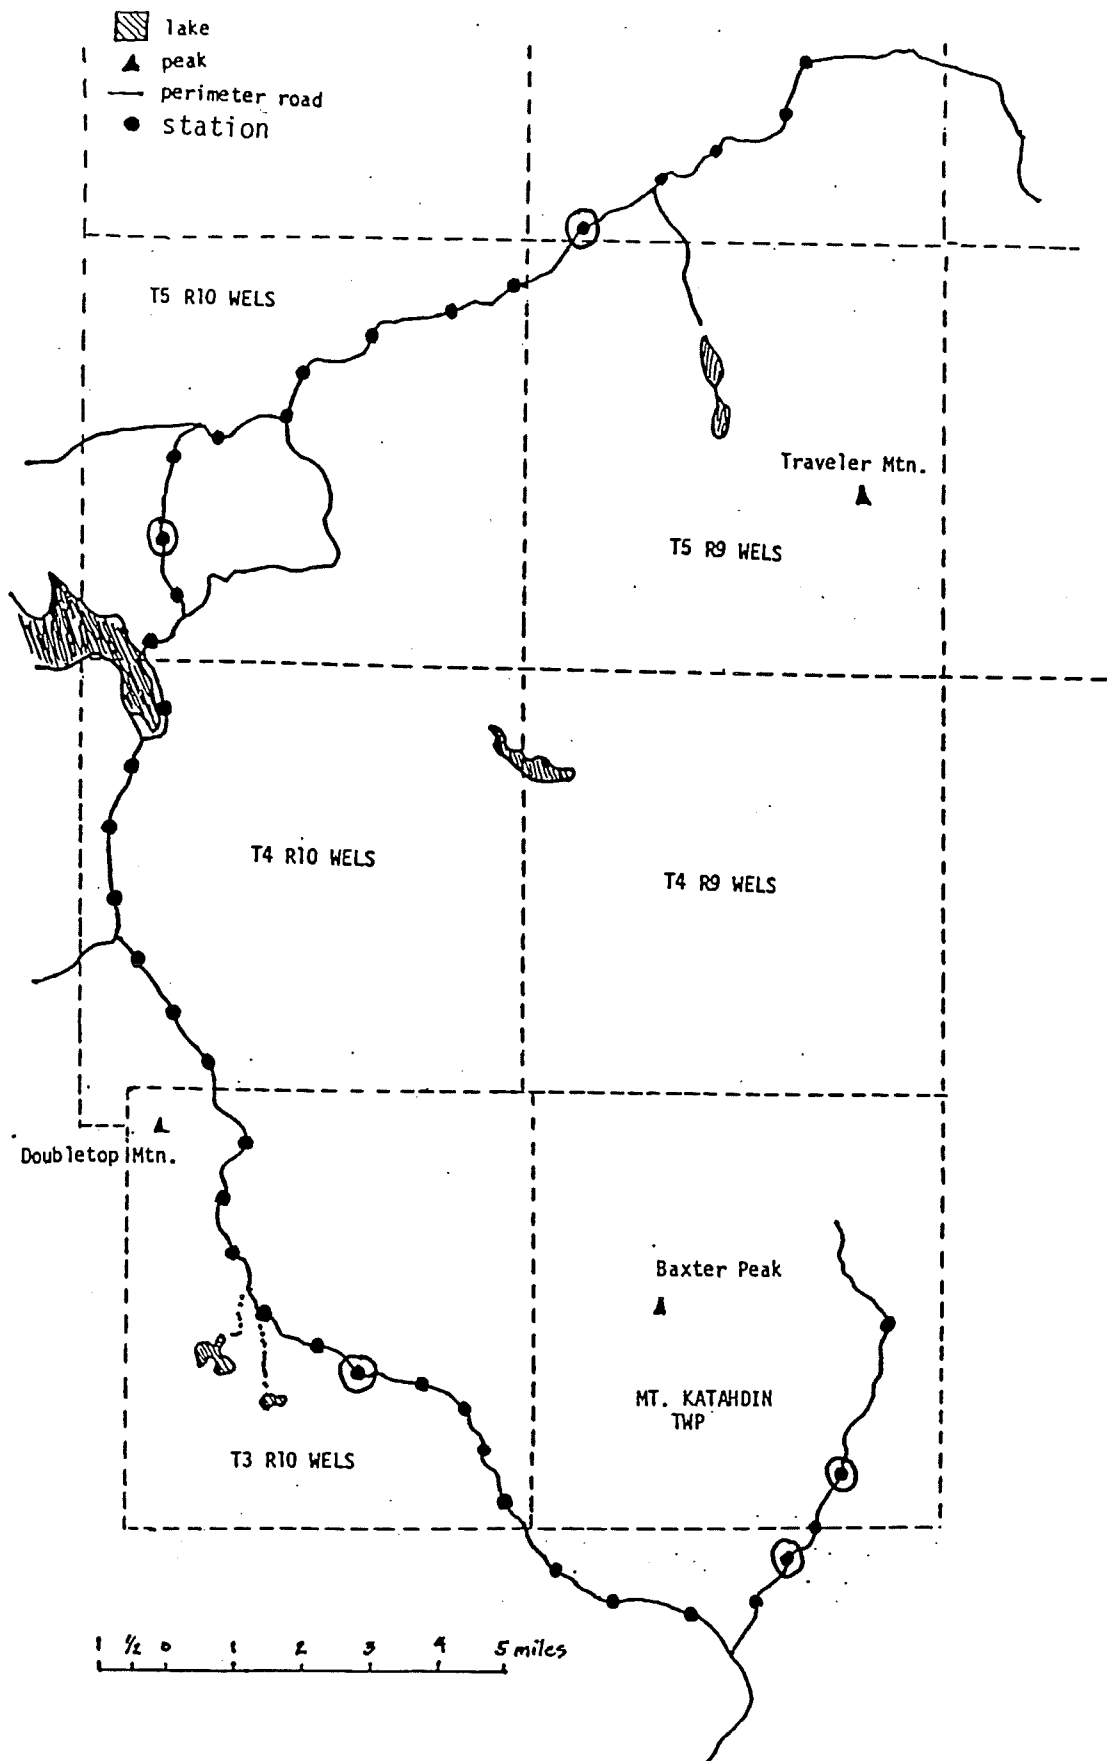 lake
peak
perimeter road
station
T5 R10 WELS
Traveler Mtn.
T5 R9 WELS
T4 R10 WELS
T4 R9 WELS
Doubletop Mtn.
Baxter Peak
MT. KATAHDIN
TWP
T3 R10 WELS
1 ½ 0 1 2 3 4 5 miles